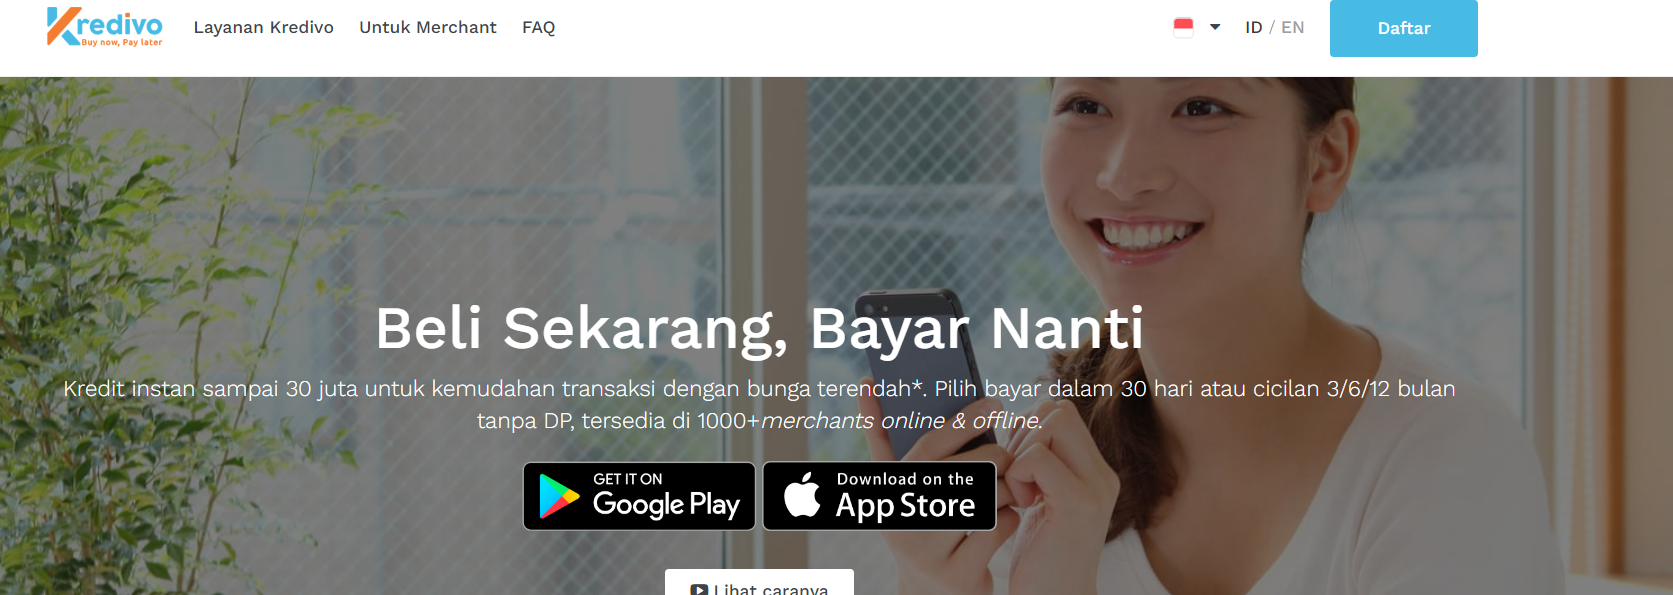 Kredivo
Buy now, Pay later
Layanan Kredivo
Untuk Merchant
FAQ
ID / EN
Daftar
Beli Sekarang, Bayar Nanti
Kredit instan sampai 30 juta untuk kemudahan transaksi dengan bunga terendah*. Pilih bayar dalam 30 hari atau cicilan 3/6/12 bulan
tanpa DP, tersedia di 1000+merchants online & offline.
GET IT ON
Google Play
Download on the
App Store
Lihat caranya